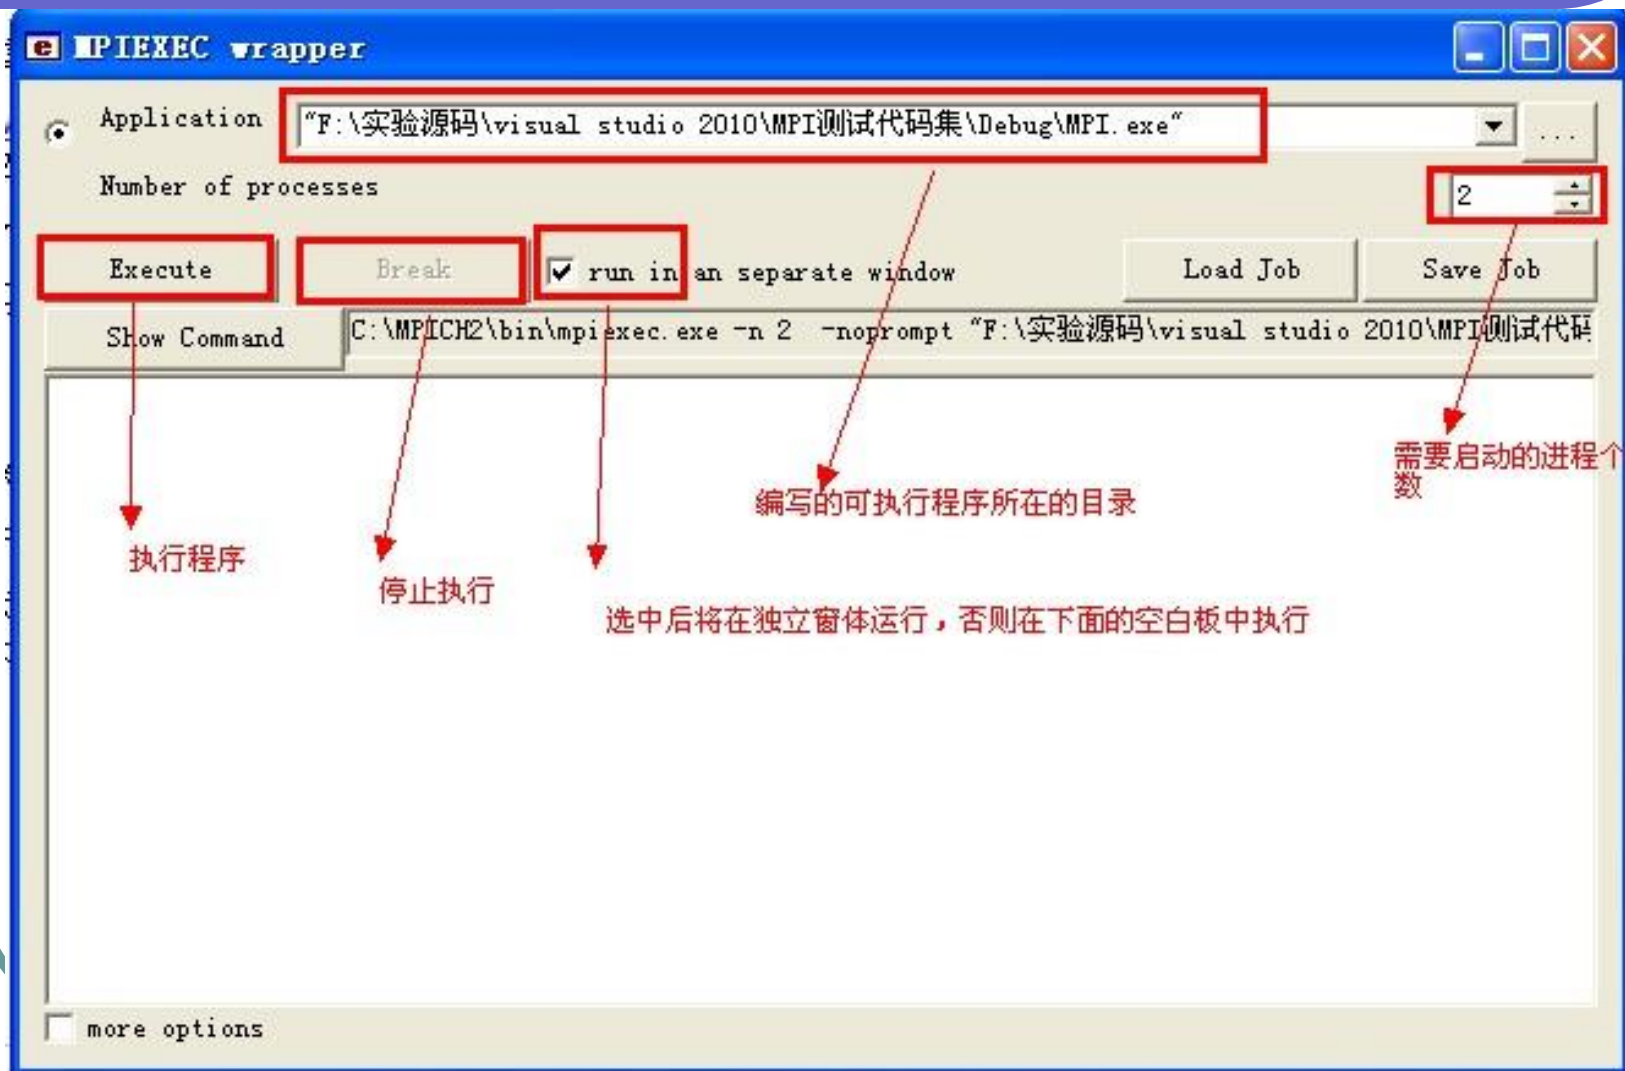 MPIEXEC wrapper
Application "F:\实验源码\visual studio 2010\MPI测试代码集\Debug\MPI.exe" ...
Number of processes 2
Execute Break run in an separate window Load Job Save Job
Show Command C:\MPICH2\bin\mpiexec.exe -n 2 -noprompt "F:\实验源码\visual studio 2010\MPI测试代码
需要启动的进程个
数
编写的可执行程序所在的目录
执行程序
停止执行
选中后将在独立窗体运行，否则在下面的空白板中执行
more options